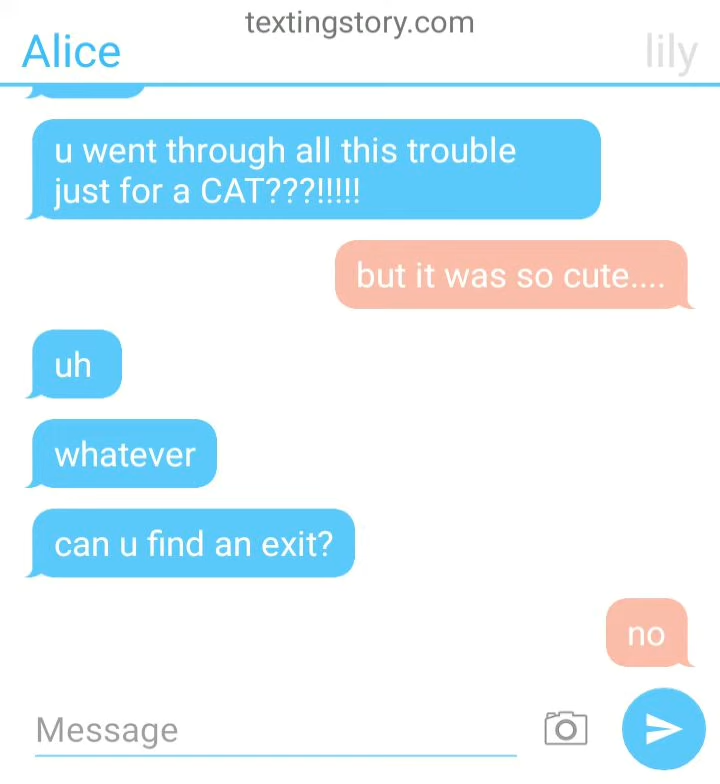 textingstory.com
Alice
lily
u went through all this trouble
just for a CAT???!!!!!
but it was so cute....
uh
whatever
can u find an exit?
no
Message